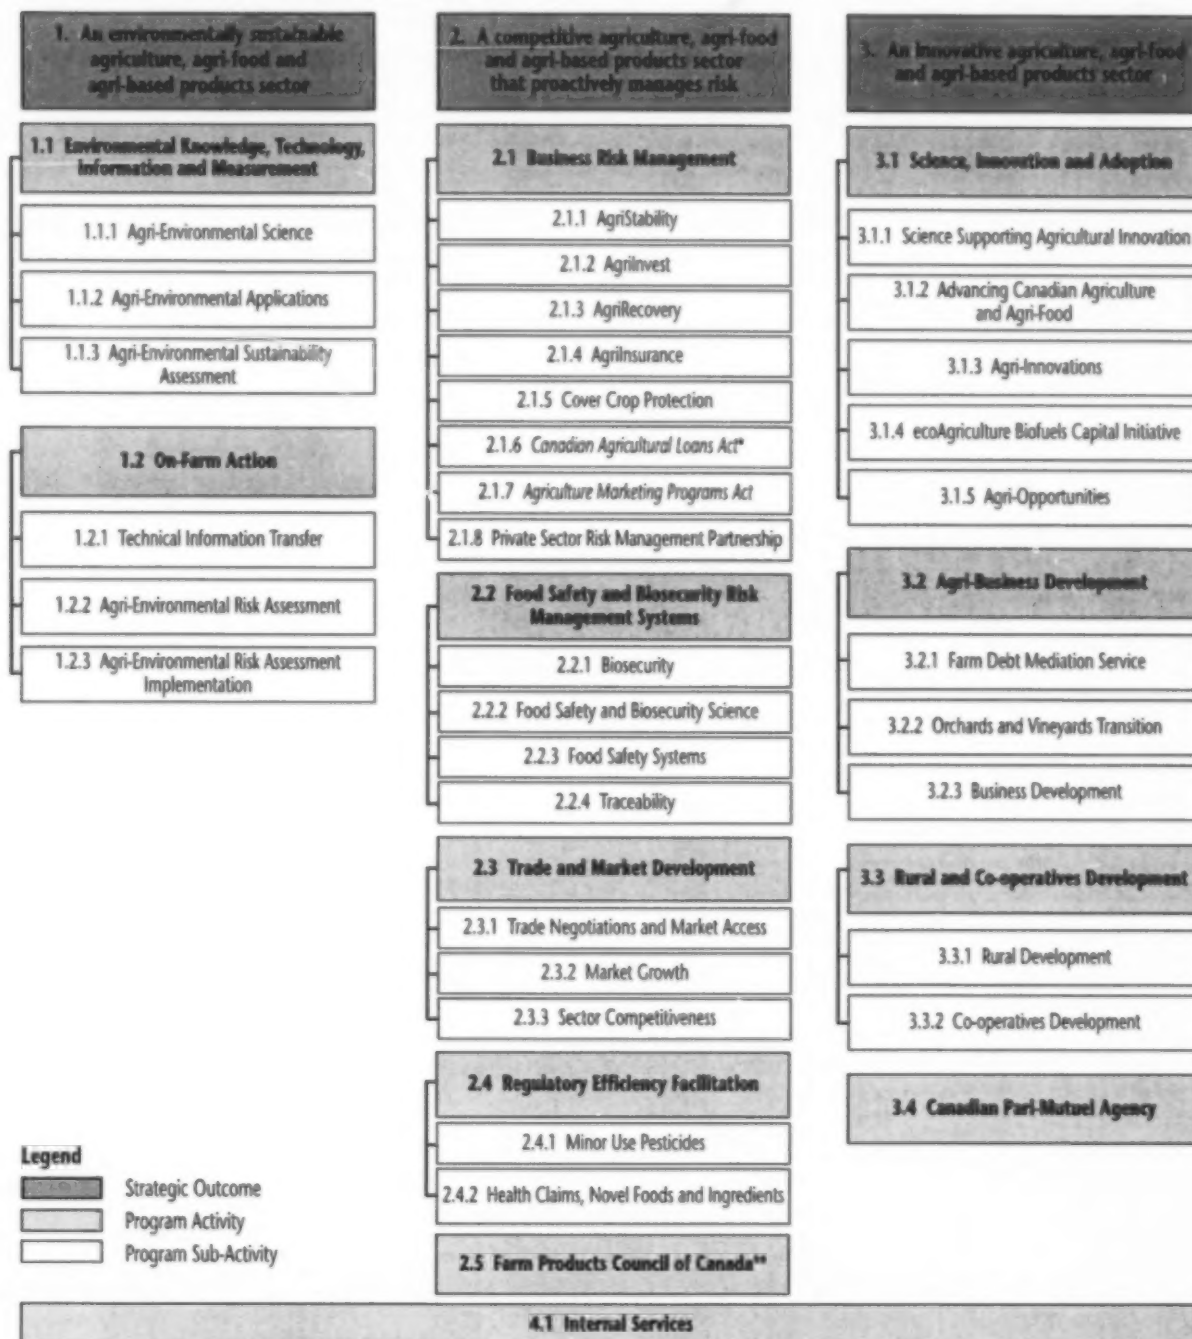 1. An environmentally sustainable
agriculture, agri-food and
agri-based products sector
1.1 Environmental Knowledge, Technology,
Information and Measurement
1.1.1 Agri-Environmental Science
1.1.2 Agri-Environmental Applications
1.1.3 Agri-Environmental Sustainability
Assessment
1.2 On-Farm Action
1.2.1 Technical Information Transfer
1.2.2 Agri-Environmental Risk Assessment
1.2.3 Agri-Environmental Risk Assessment
Implementation
2. A competitive agriculture, agri-food
and agri-based products sector
that proactively manages risk
2.1 Business Risk Management
2.1.1 AgriStability
2.1.2 AgriInvest
2.1.3 AgriRecovery
2.1.4 AgriInsurance
2.1.5 Cover Crop Protection
2.1.6 Canadian Agricultural Loans Act*
2.1.7 Agriculture Marketing Programs Act
2.1.8 Private Sector Risk Management Partnership
2.2 Food Safety and Biosecurity Risk
Management Systems
2.2.1 Biosecurity
2.2.2 Food Safety and Biosecurity Science
2.2.3 Food Safety Systems
2.2.4 Traceability
2.3 Trade and Market Development
2.3.1 Trade Negotiations and Market Access
2.3.2 Market Growth
2.3.3 Sector Competitiveness
2.4 Regulatory Efficiency Facilitation
2.4.1 Minor Use Pesticides
2.4.2 Health Claims, Novel Foods and Ingredients
2.5 Farm Products Council of Canada**
3. An innovative agriculture, agri-food
and agri-based products sector
3.1 Science, Innovation and Adoption
3.1.1 Science Supporting Agricultural Innovation
3.1.2 Advancing Canadian Agriculture
and Agri-Food
3.1.3 Agri-Innovations
3.1.4 ecoAgriculture Biofuels Capital Initiative
3.1.5 Agri-Opportunities
3.2 Agri-Business Development
3.2.1 Farm Debt Mediation Service
3.2.2 Orchards and Vineyards Transition
3.2.3 Business Development
3.3 Rural and Co-operatives Development
3.3.1 Rural Development
3.3.2 Co-operatives Development
3.4 Canadian Pari-Mutuel Agency
Legend
Strategic Outcome
Program Activity
Program Sub-Activity
4.1 Internal Services